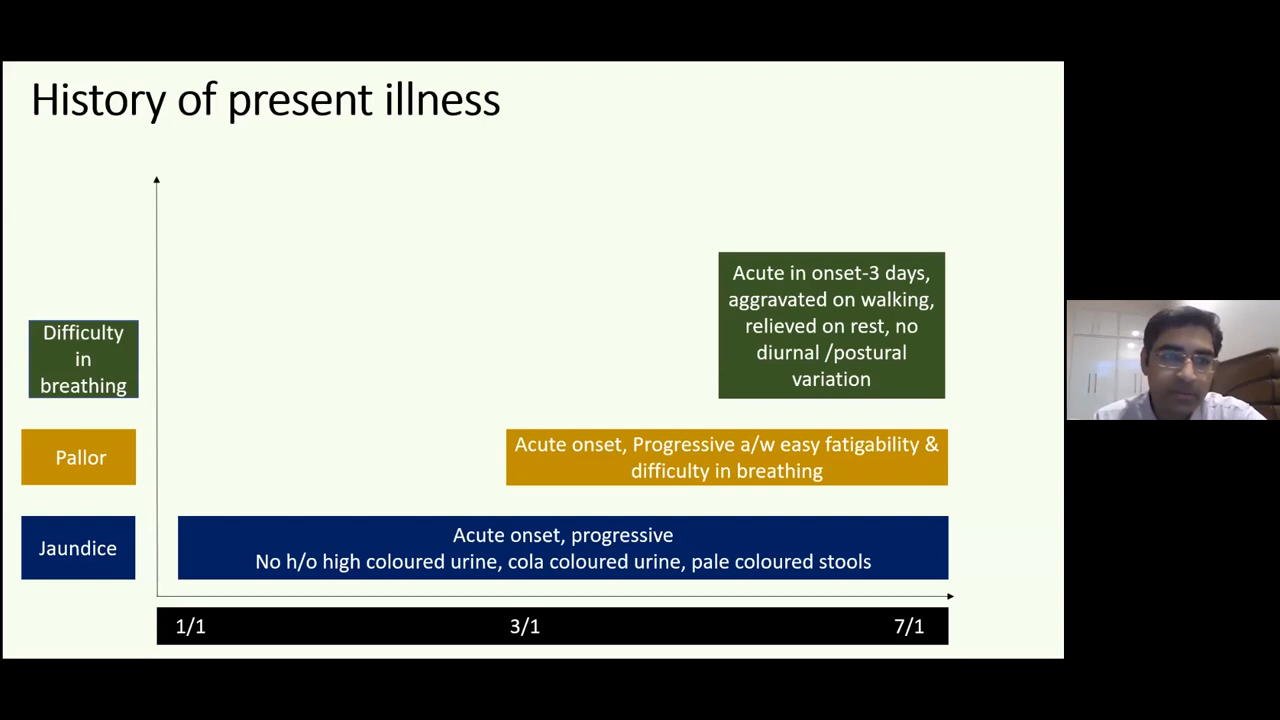 History of present illness
Acute in onset-3 days,
aggravated on walking,
relieved on rest, no
diurnal /postural
variation
Difficulty
in
breathing
Acute onset, Progressive a/w easy fatigability &
difficulty in breathing
Pallor
Acute onset, progressive
No h/o high coloured urine, cola coloured urine, pale coloured stools
Jaundice
1/1
3/1
7/1